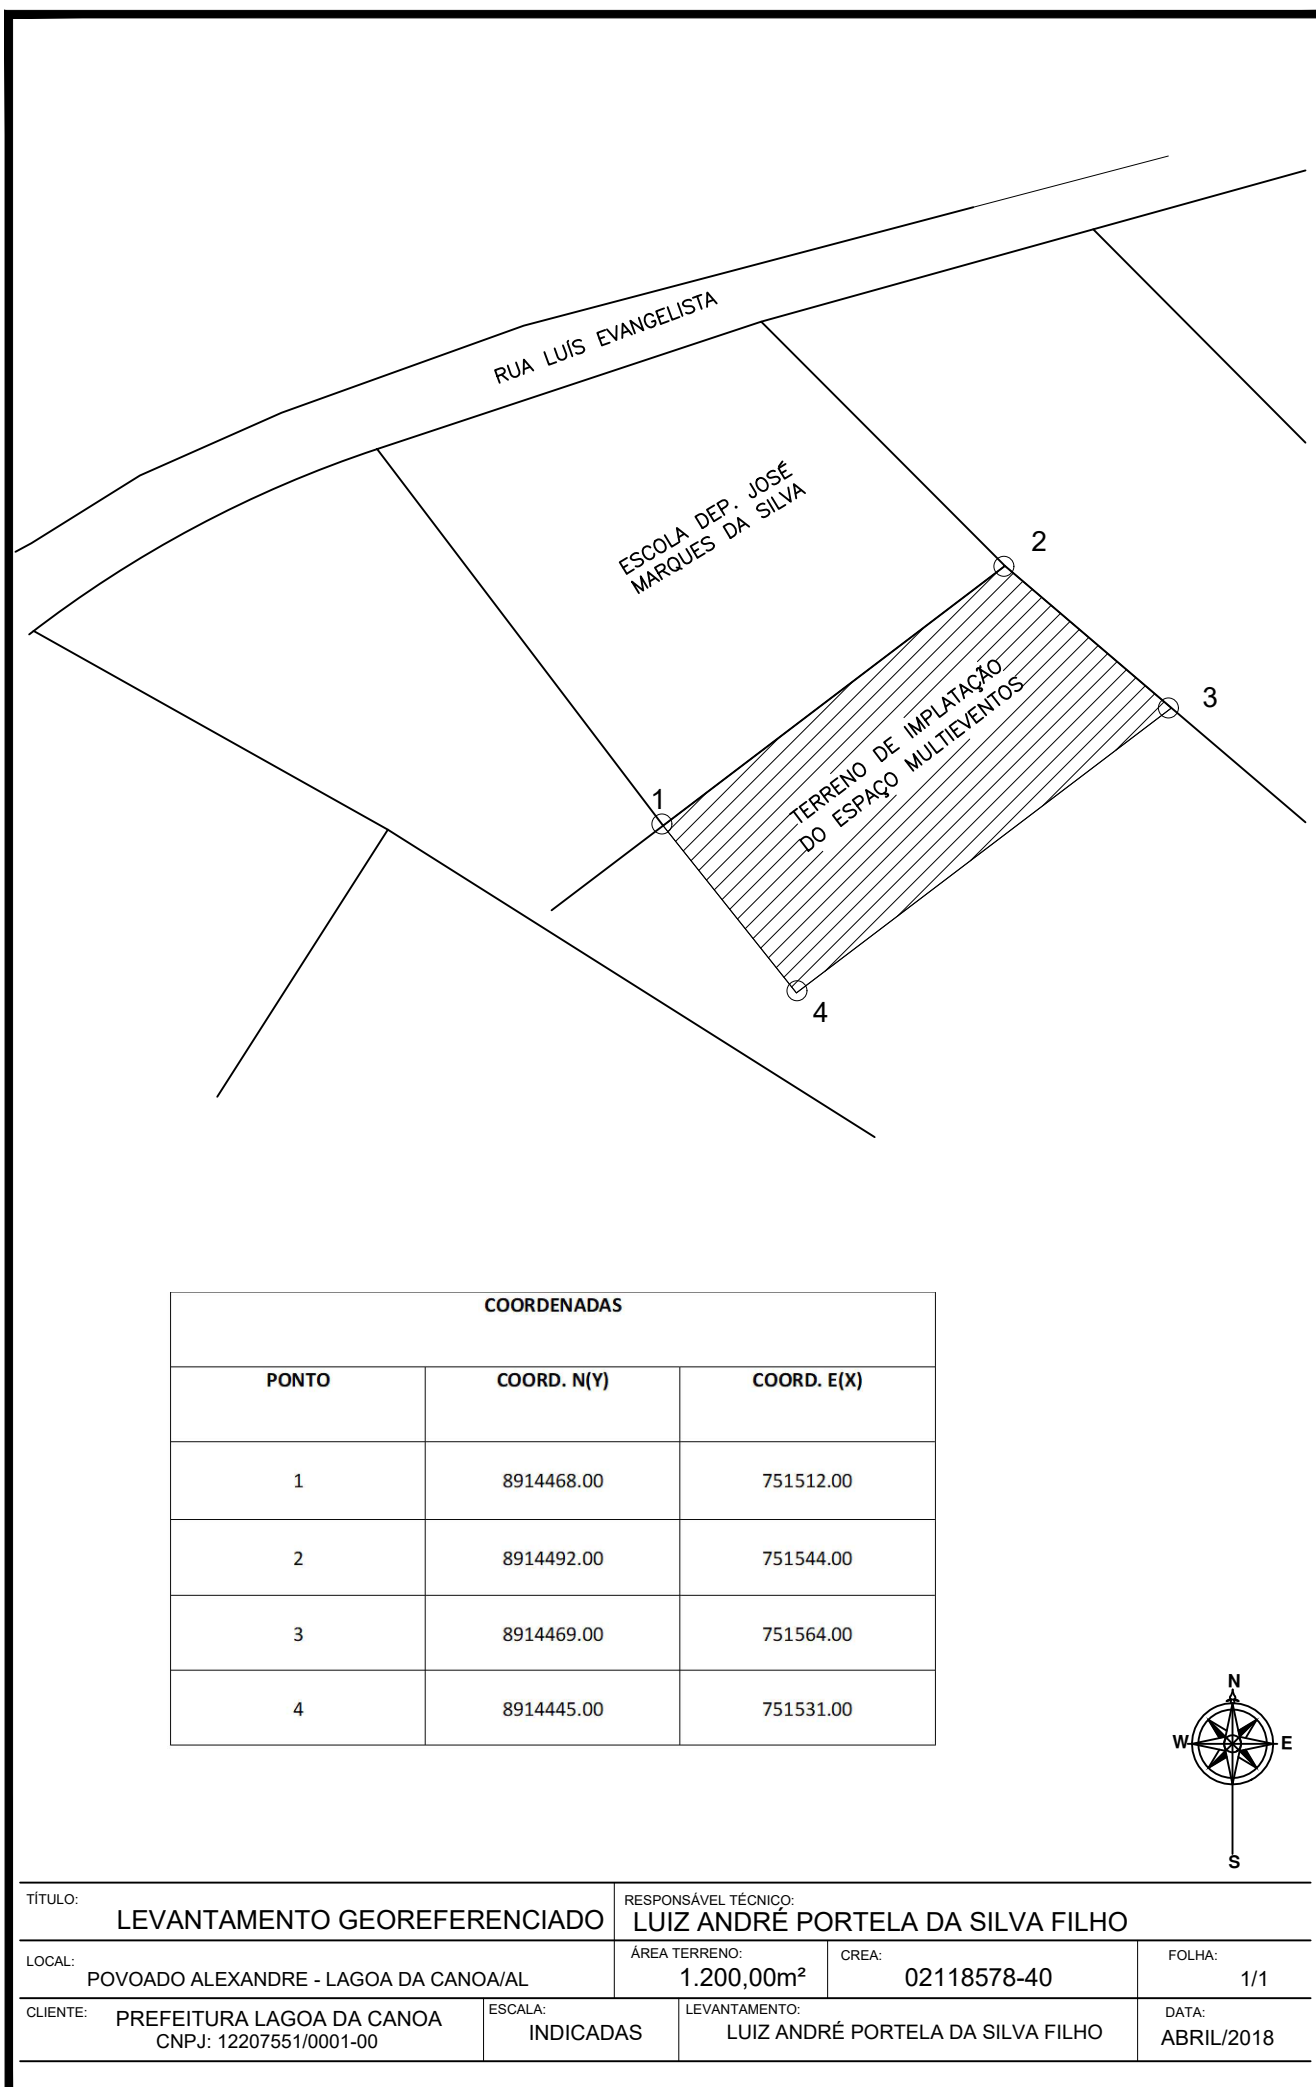 RUA LUÍS EVANGELISTA
ESCOLA DEP. JOSÉ
MARQUES DA SILVA
2
3
TERRENO DE IMPLATAÇÃO
DO ESPAÇO MULTIEVENTOS
1
4
COORDENADAS
PONTO COORD. N(Y) COORD. E(X)
1 8914468.00 751512.00
2 8914492.00 751544.00
3 8914469.00 751564.00
4 8914445.00 751531.00
N
W E
S
TÍTULO: LEVANTAMENTO GEOREFERENCIADO
RESPONSÁVEL TÉCNICO:
LUIZ ANDRÉ PORTELA DA SILVA FILHO
LOCAL: POVOADO ALEXANDRE - LAGOA DA CANOA/AL
ÁREA TERRENO:
1.200,00m²
CREA:
02118578-40
FOLHA:
1/1
CLIENTE: PREFEITURA LAGOA DA CANOA
CNPJ: 12207551/0001-00
ESCALA:
INDICADAS
LEVANTAMENTO:
LUIZ ANDRÉ PORTELA DA SILVA FILHO
DATA:
ABRIL/2018